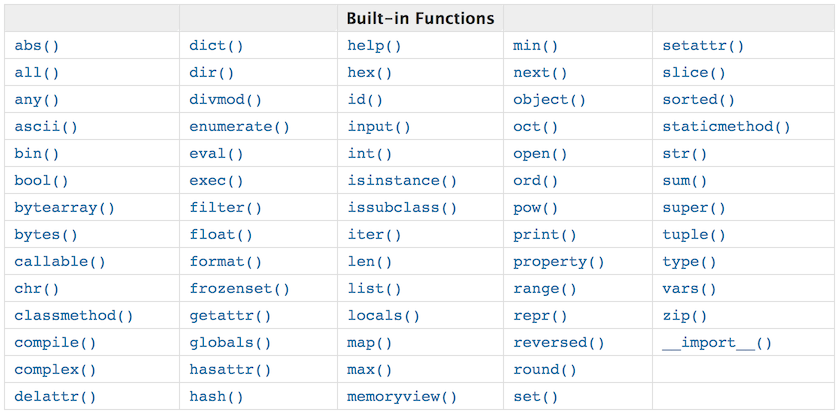 Built-in Functions
abs() dict() help() min() setattr()
all() dir() hex() next() slice()
any() divmod() id() object() sorted()
ascii() enumerate() input() oct() staticmethod()
bin() eval() int() open() str()
bool() exec() isinstance() ord() sum()
bytearray() filter() issubclass() pow() super()
bytes() float() iter() print() tuple()
callable() format() len() property() type()
chr() frozenset() list() range() vars()
classmethod() getattr() locals() repr() zip()
compile() globals() map() reversed() __import__()
complex() hasattr() max() round()
delattr() hash() memoryview() set()